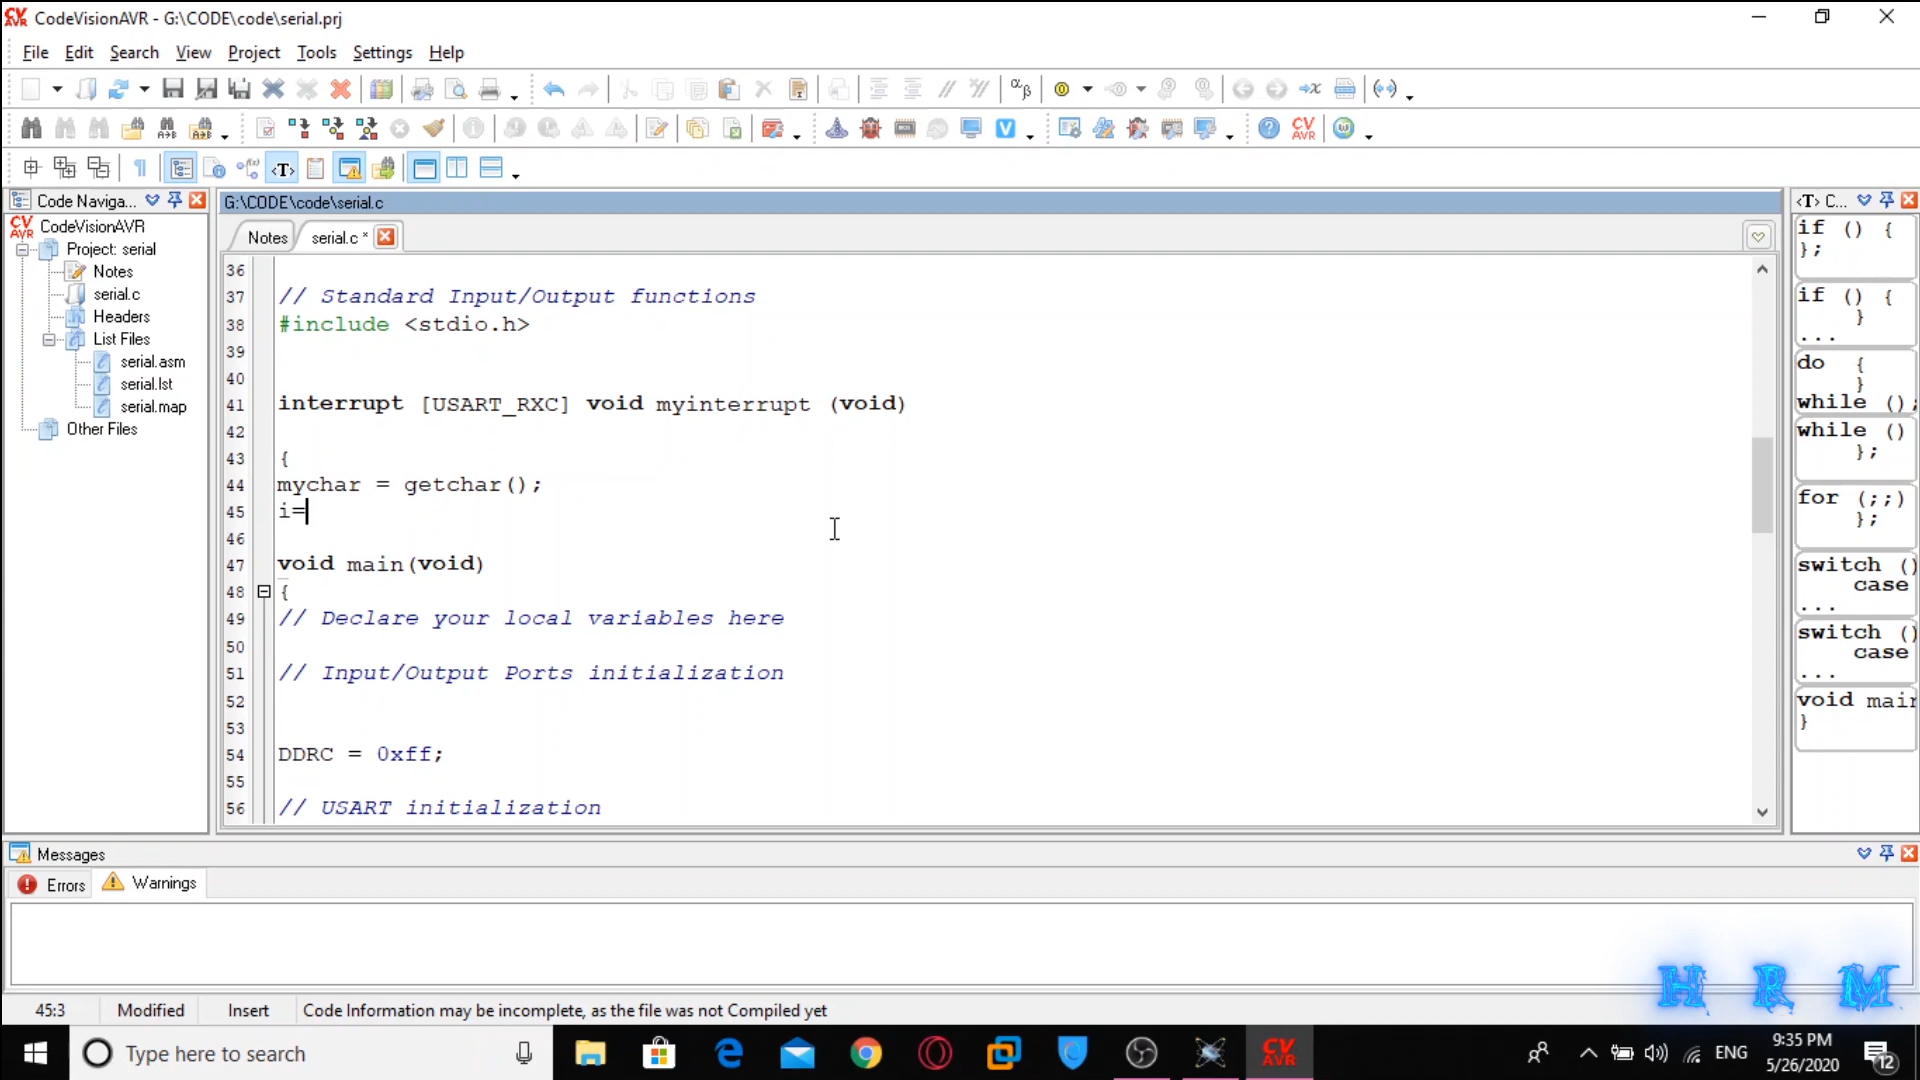 CodeVisionAVR - G:\CODE\code\serial.prj
File Edit Search View Project Tools Settings Help
Code Naviga...
CodeVisionAVR
Project: serial
Notes
serial.c
Headers
List Files
serial.asm
serial.lst
serial.map
Other Files
G:\CODE\code\serial.c
Notes serial.c *
36
37 // Standard Input/Output functions
38 #include <stdio.h>
39
40
41 interrupt [USART_RXC] void myinterrupt (void)
42
43 {
44 mychar = getchar();
45 i=
46
47 void main(void)
48 {
49 // Declare your local variables here
50
51 // Input/Output Ports initialization
52
53
54 DDRC = 0xff;
55
56 // USART initialization
<T> C...
if () {
};
if () {
}
...
do {
}
while ();
while ()
};
for (;;)
};
switch ()
case
...
switch ()
case
...
void mair
}
Messages
Errors Warnings
45:3 Modified Insert Code Information may be incomplete, as the file was not Compiled yet
H R M
Type here to search
CV AVR
ENG
9:35 PM
5/26/2020
12